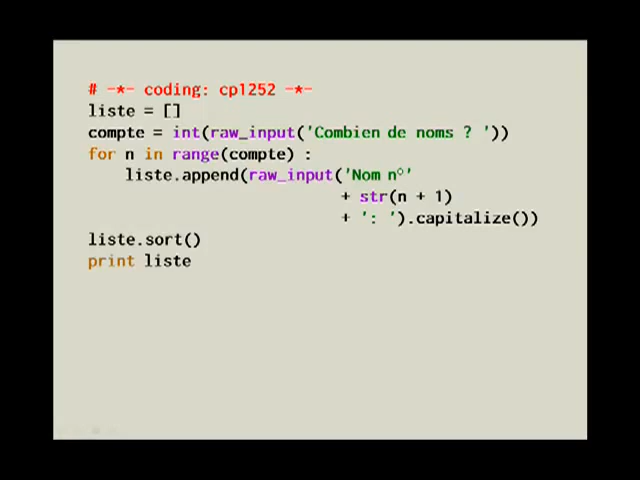 # -*- coding: cp1252 -*-
liste = []
compte = int(raw_input('Combien de noms ? '))
for n in range(compte) :
    liste.append(raw_input('Nom n°'
                           + str(n + 1)
                           + ': ').capitalize())
liste.sort()
print liste